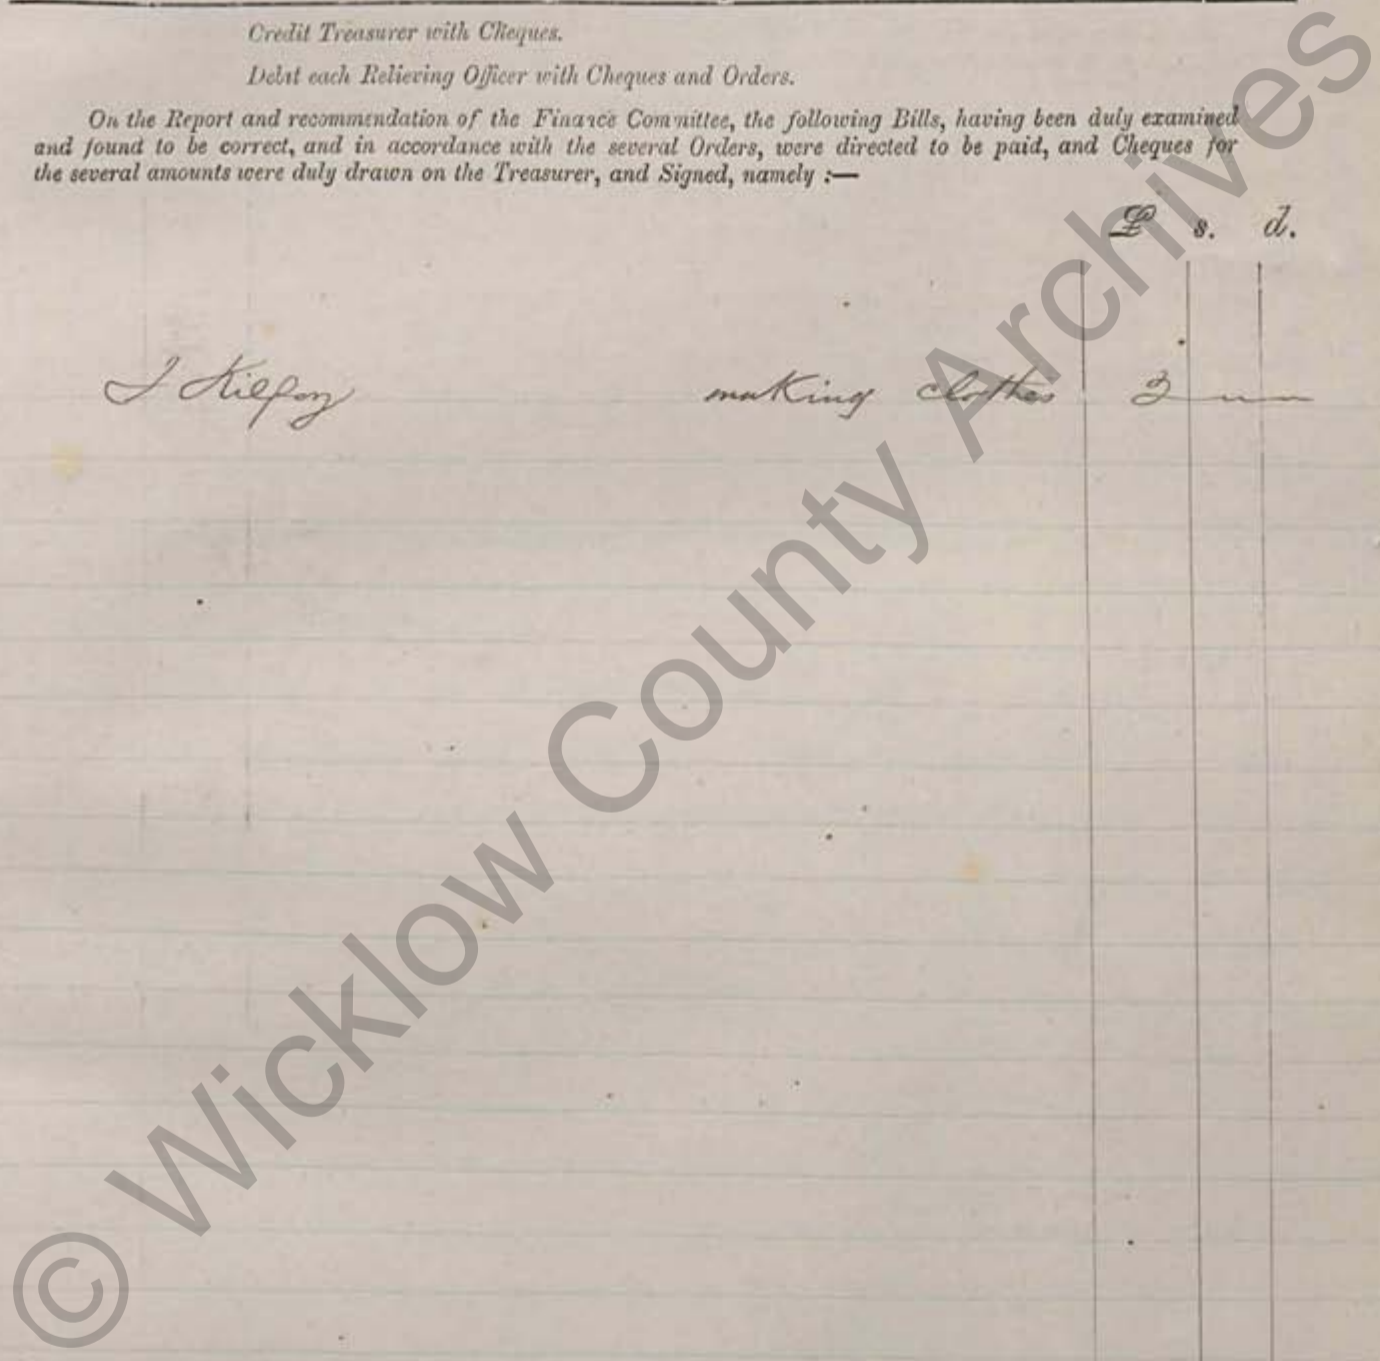 Credit Treasurer with Cheques.
Debit each Relieving Officer with Cheques and Orders.
On the Report and recommendation of the Finance Committee, the following Bills, having been duly examined
and found to be correct, and in accordance with the several Orders, were directed to be paid, and Cheques for
the several amounts were duly drawn on the Treasurer, and Signed, namely :—
£ s. d.
making clothes 3 — —
© Wicklow County Archives